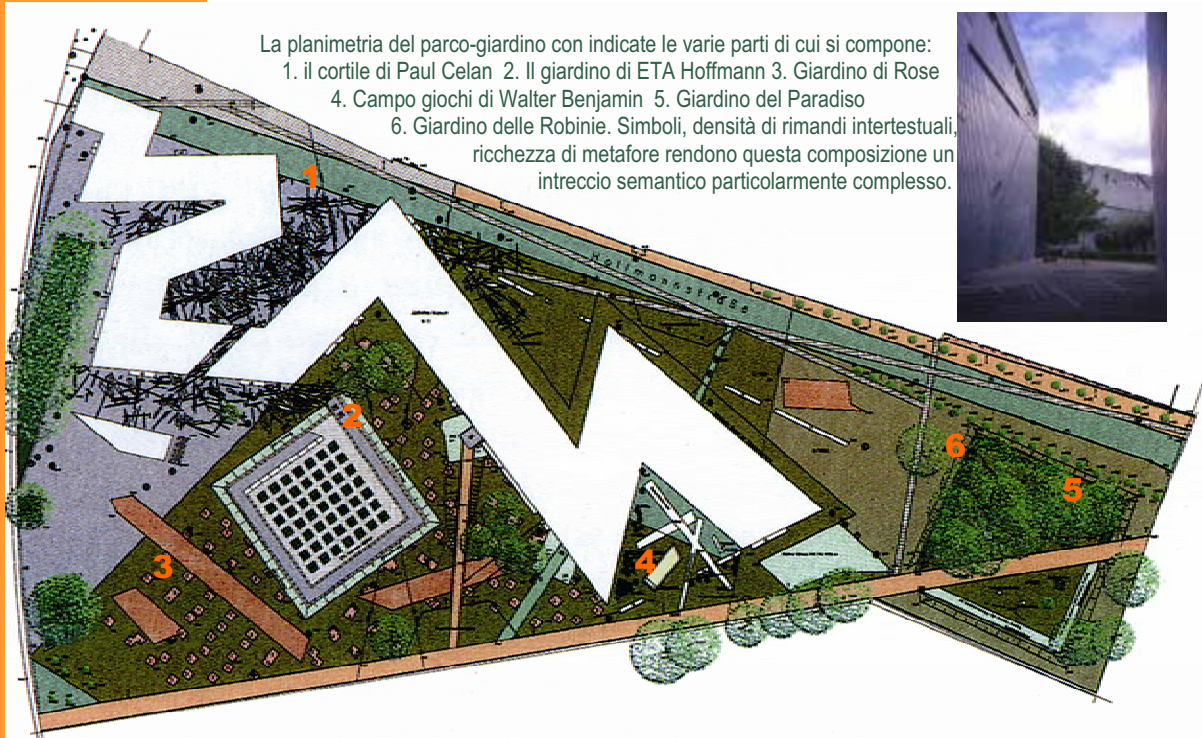 La planimetria del parco-giardino con indicate le varie parti di cui si compone:
1. il cortile di Paul Celan 2. Il giardino di ETA Hoffmann 3. Giardino di Rose
4. Campo giochi di Walter Benjamin 5. Giardino del Paradiso
6. Giardino delle Robinie. Simboli, densità di rimandi intertestuali,
ricchezza di metafore rendono questa composizione un
intreccio semantico particolarmente complesso.
1
2
3
4
5
6